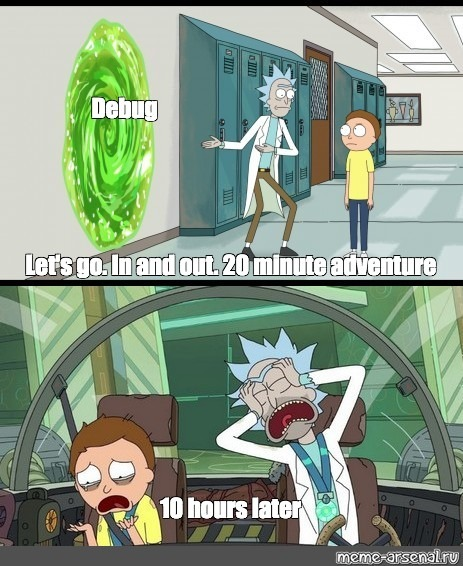 Debug
Let's go. In and out. 20 minute adventure
10 hours later
meme-arsenal.ru